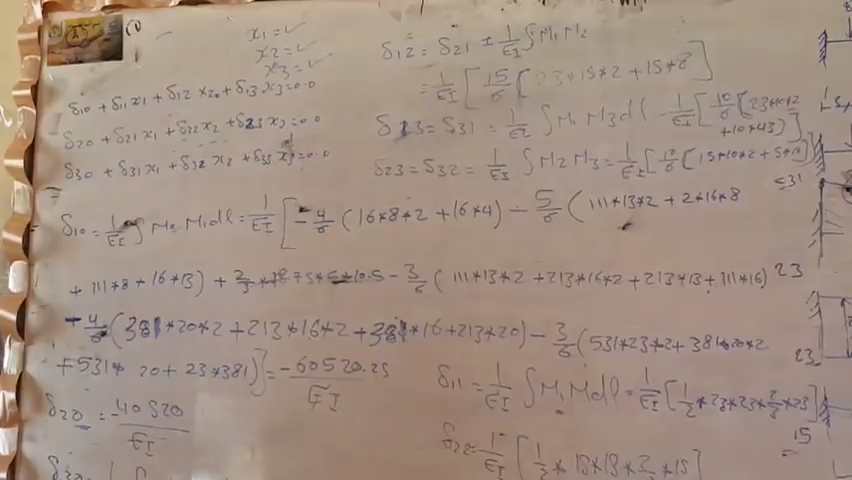 x1 = ✓
x2 = ✓
x3 = ✓
δ10 + δ11 x1 + δ12 x2 + δ13 x3 = 0.0
δ20 + δ21 x1 + δ22 x2 + δ23 x3 = 0.0
δ30 + δ31 x1 + δ32 x2 + δ33 x3 = 0.0
δ12 = δ21 = 1/EI ∫ M1 M2
= 1/EI [ 15/6 [ 23*15*2 + 15*8 ]
δ13 = δ31 = 1/EI ∫ M1 M3 dl = 1/EI [ 10/6 ( 23*10*2
+ 10*43 ) ]
δ23 = δ32 = 1/EI ∫ M2 M3 = 1/EI [ 10/6 ( 15*10*2 + 5*10 ) ]
δ10 = 1/EI ∫ M0 M1 dl = 1/EI [ - 4/6 ( 16*8*2 + 16*4 ) - 5/6 ( 111*13*2 + 2*16*8
+ 111*8 + 16*13 ) + 2/3 * 18.75*5*10.5 - 3/6 ( 111*13*2 + 213*16*2 + 213*13 + 111*16 ) 23
- 4/6 ( 381*20*2 + 213*16*2 + 381*16 + 213*20 ) - 3/6 ( 531*23*2 + 381*20*2
+ 531* 20 + 23*381 ) ] = -60520.25/EI
δ11 = 1/EI ∫ M1 M1 dl = 1/EI [ 1/2 * 23*23*2/3*23 ]
δ20 = 40520/EI
δ22 = 1/EI [ 1/2 * 15*15*2/3*15 ]
23
15